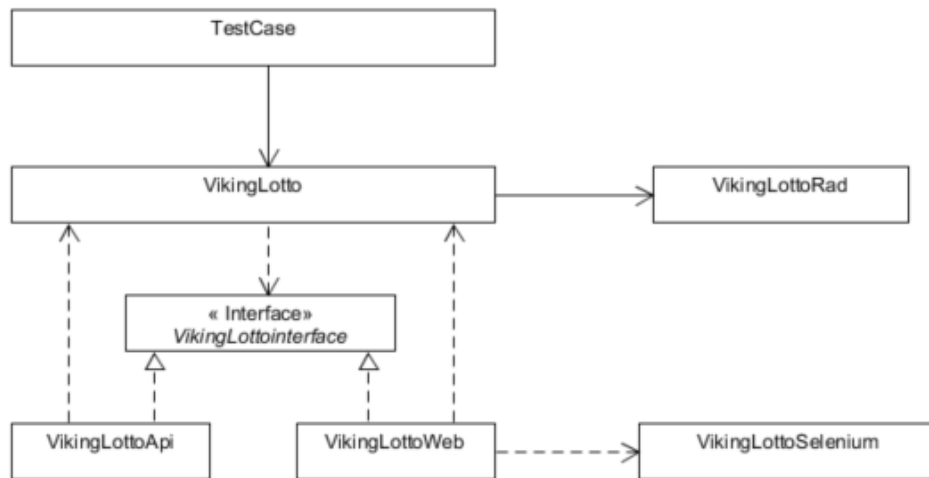 TestCase
VikingLotto
VikingLottoRad
« Interface»
VikingLottointerface
VikingLottoApi
VikingLottoWeb
VikingLottoSelenium